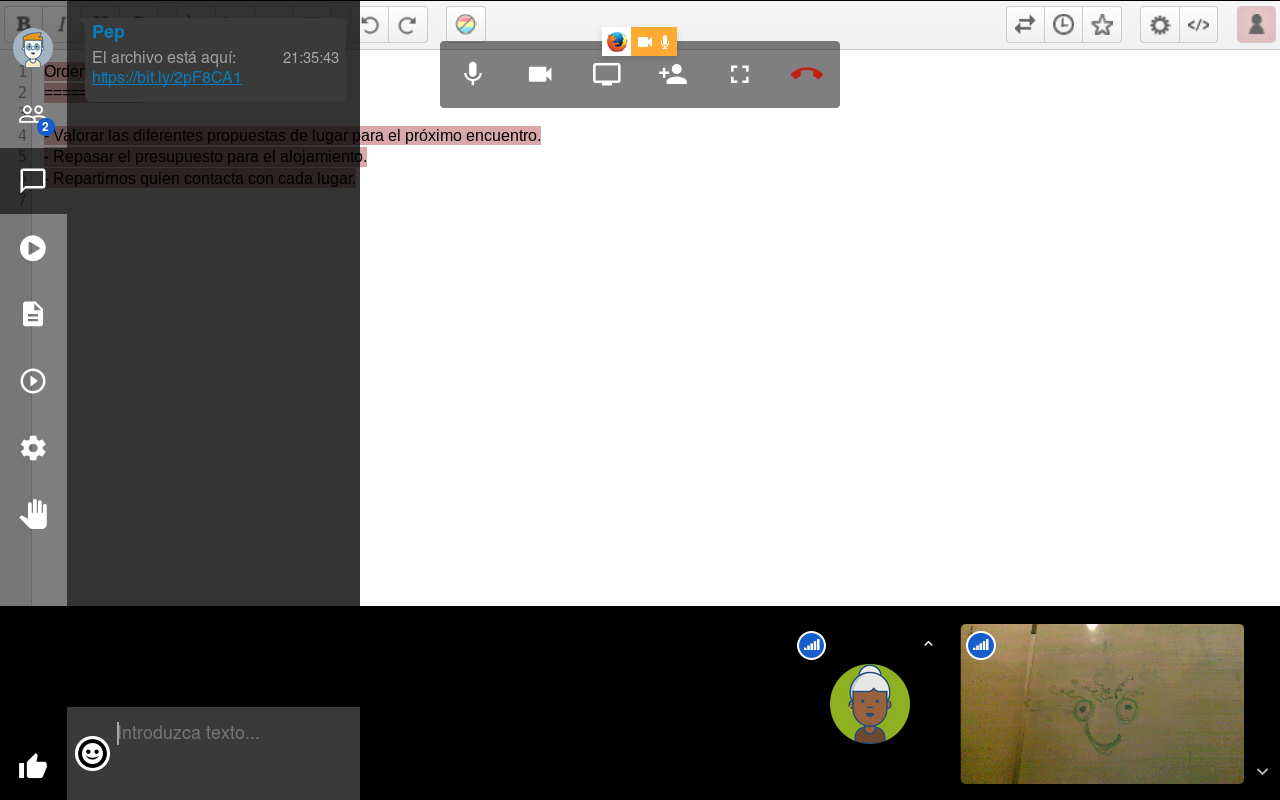 Pep
El archivo está aquí: 21:35:43
https://bit.ly/2pF8CA1
1 Orden
2 ====
4 - Valorar las diferentes propuestas de lugar para el próximo encuentro.
5 - Repasar el presupuesto para el alojamiento.
- Repartirnos quien contacta con cada lugar.
7
2
Introduzca texto...